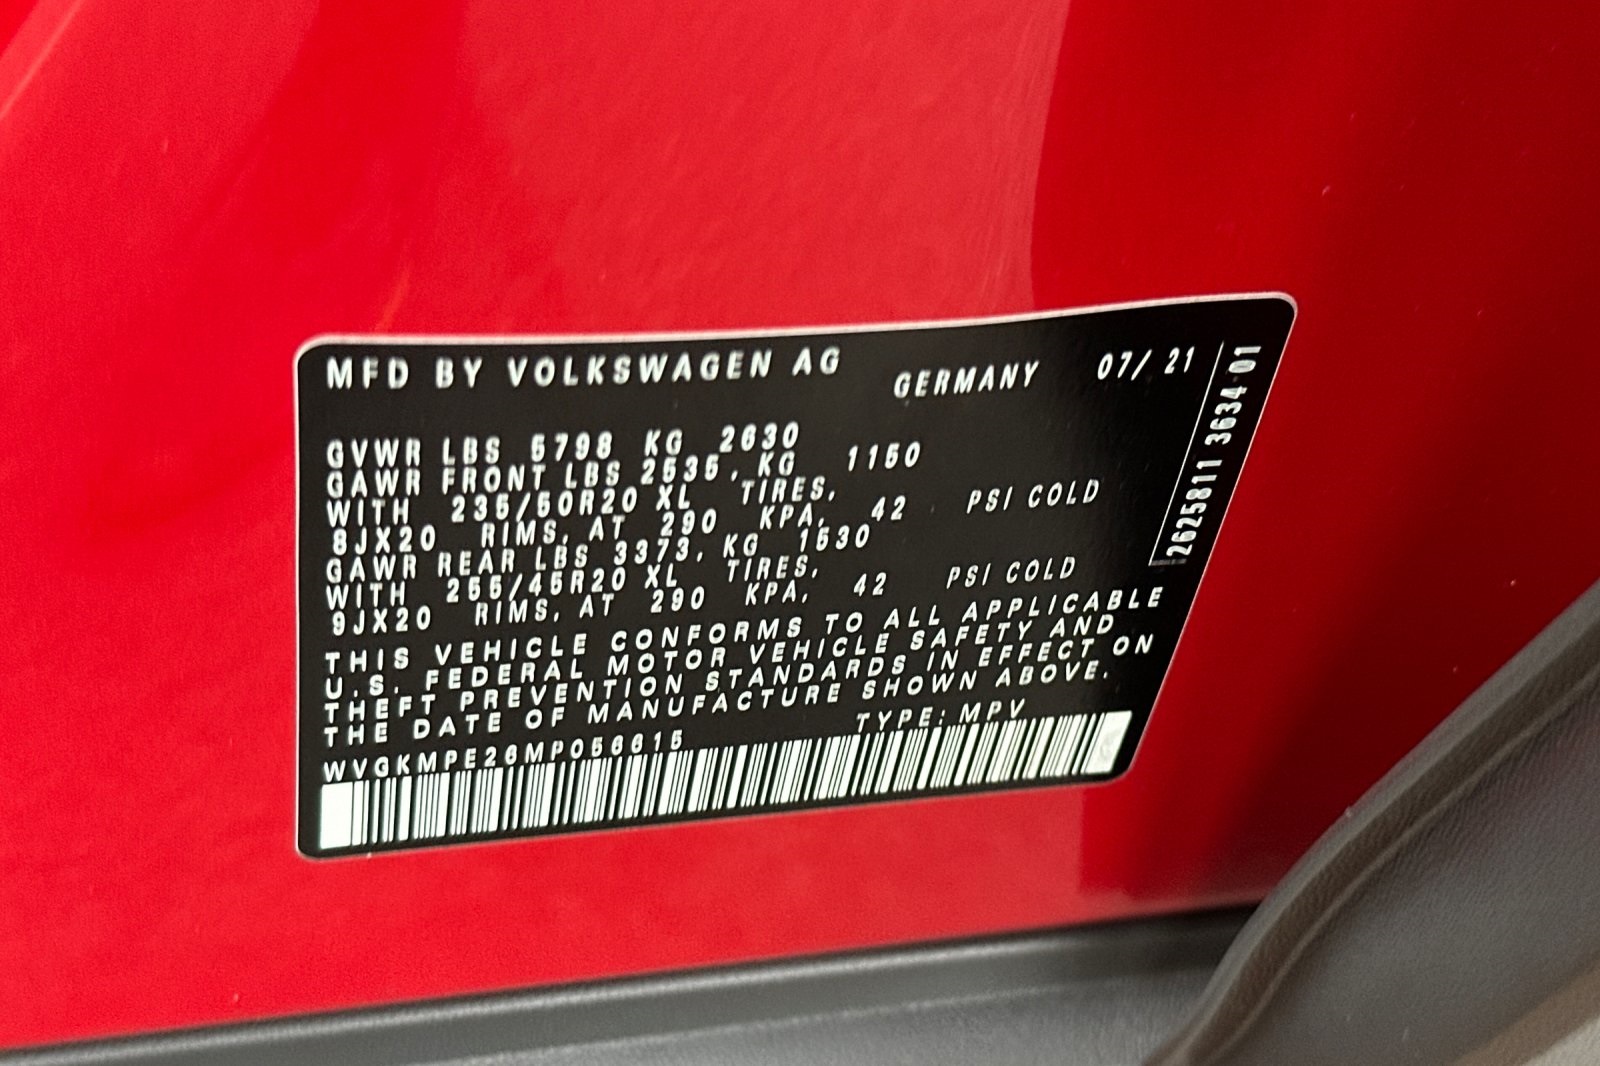 MFD BY VOLKSWAGEN AG GERMANY 07/ 21
GVWR LBS 5798 KG 2630
GAWR FRONT LBS 2535, KG 1150
WITH 235/50R20 XL TIRES,
8JX20 RIMS, AT 290 KPA, 42 PSI COLD
GAWR REAR LBS 3373, KG 1530
WITH 255/45R20 XL TIRES,
9JX20 RIMS, AT 290 KPA, 42 PSI COLD
THIS VEHICLE CONFORMS TO ALL APPLICABLE
U.S. FEDERAL MOTOR VEHICLE SAFETY AND
THEFT PREVENTION STANDARDS IN EFFECT ON
THE DATE OF MANUFACTURE SHOWN ABOVE.
WVGKMPE26MP056615 TYPE: MPV
2625811 3634 01